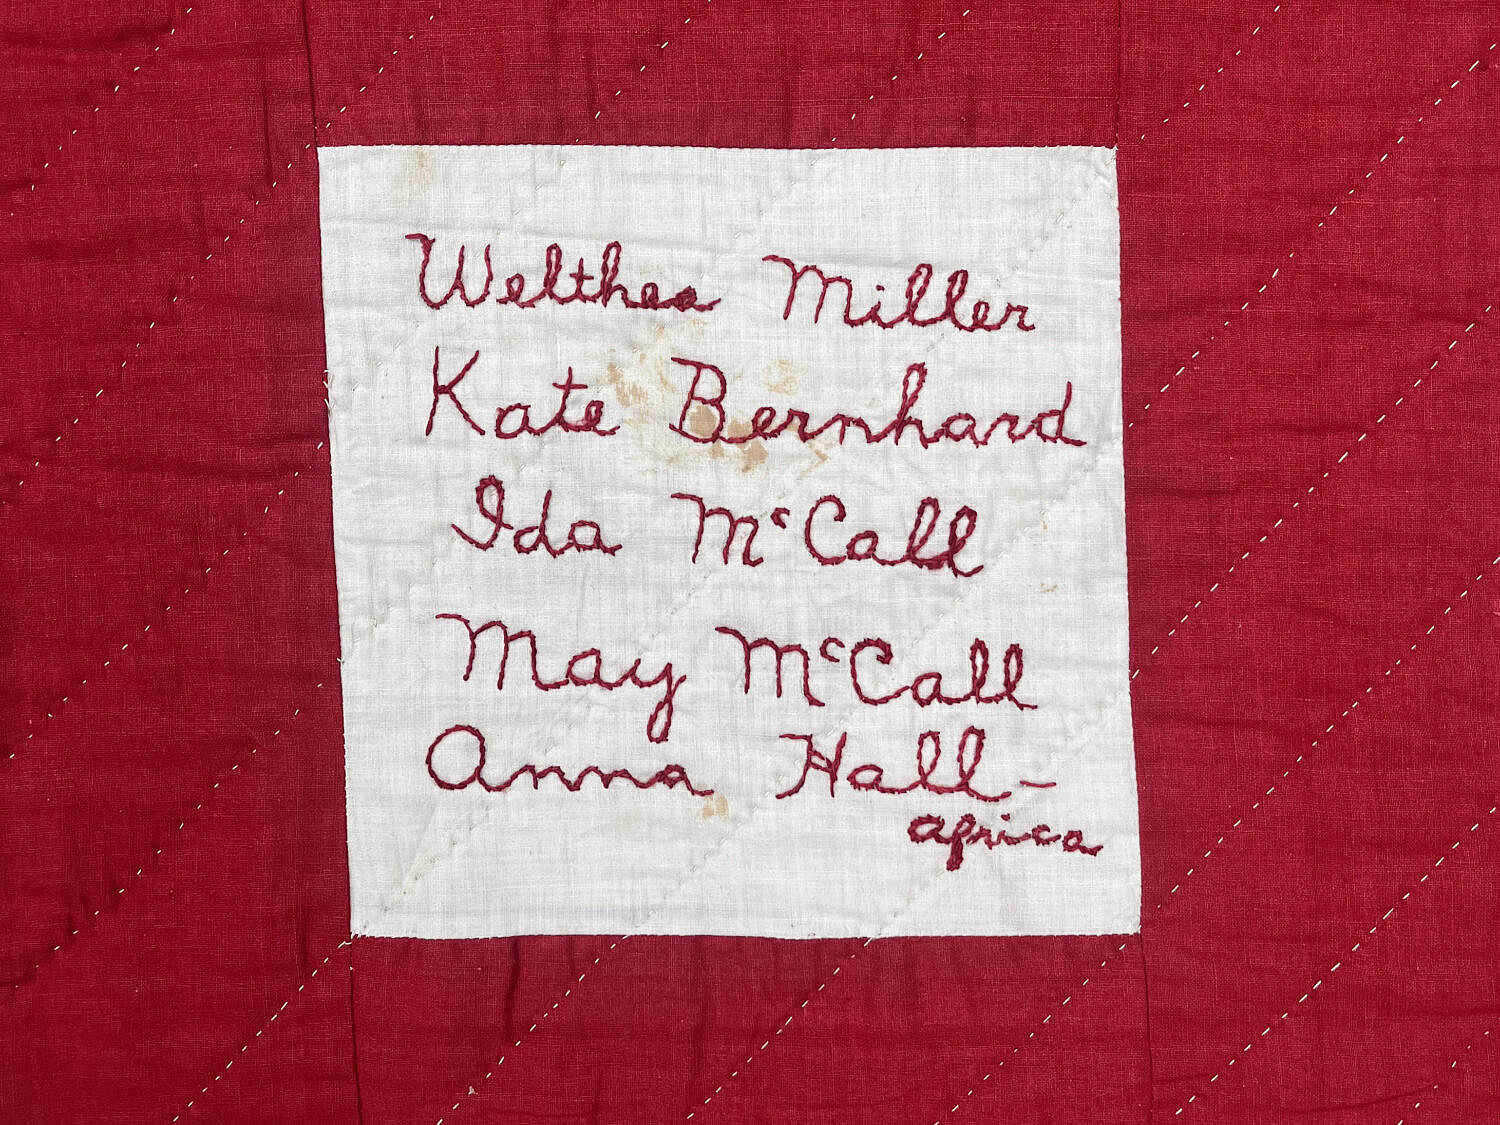 Welthea Miller
Kate Bernhard
Ida McCall
May McCall
Anna Hall-
africa